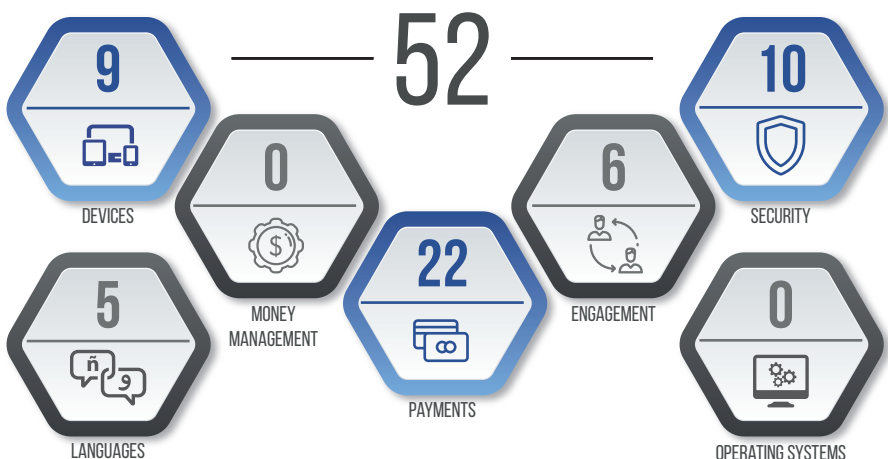 52
9
DEVICES
10
SECURITY
0
$
MONEY
MANAGEMENT
6
ENGAGEMENT
22
PAYMENTS
5
ñ
و
LANGUAGES
0
OPERATING SYSTEMS